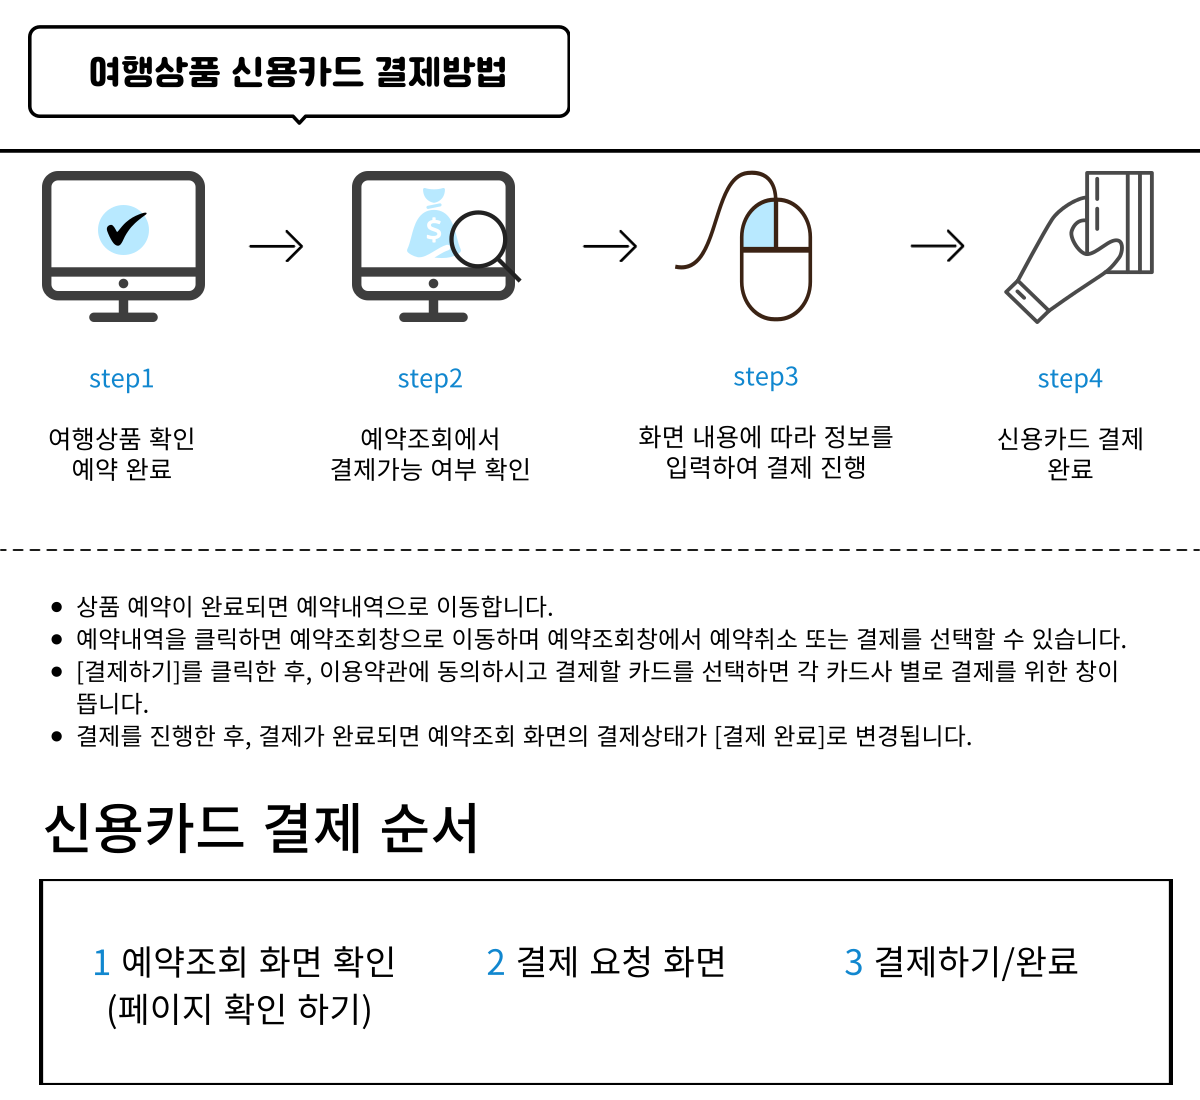 여행상품 신용카드 결제방법
$
step1
여행상품 확인
예약 완료
step2
예약조회에서
결제가능 여부 확인
step3
화면 내용에 따라 정보를
입력하여 결제 진행
step4
신용카드 결제
완료
• 상품 예약이 완료되면 예약내역으로 이동합니다.
• 예약내역을 클릭하면 예약조회창으로 이동하며 예약조회창에서 예약취소 또는 결제를 선택할 수 있습니다.
• [결제하기]를 클릭한 후, 이용약관에 동의하시고 결제할 카드를 선택하면 각 카드사 별로 결제를 위한 창이
뜹니다.
• 결제를 진행한 후, 결제가 완료되면 예약조회 화면의 결제상태가 [결제 완료]로 변경됩니다.
신용카드 결제 순서
1 예약조회 화면 확인
(페이지 확인 하기)
2 결제 요청 화면
3 결제하기/완료